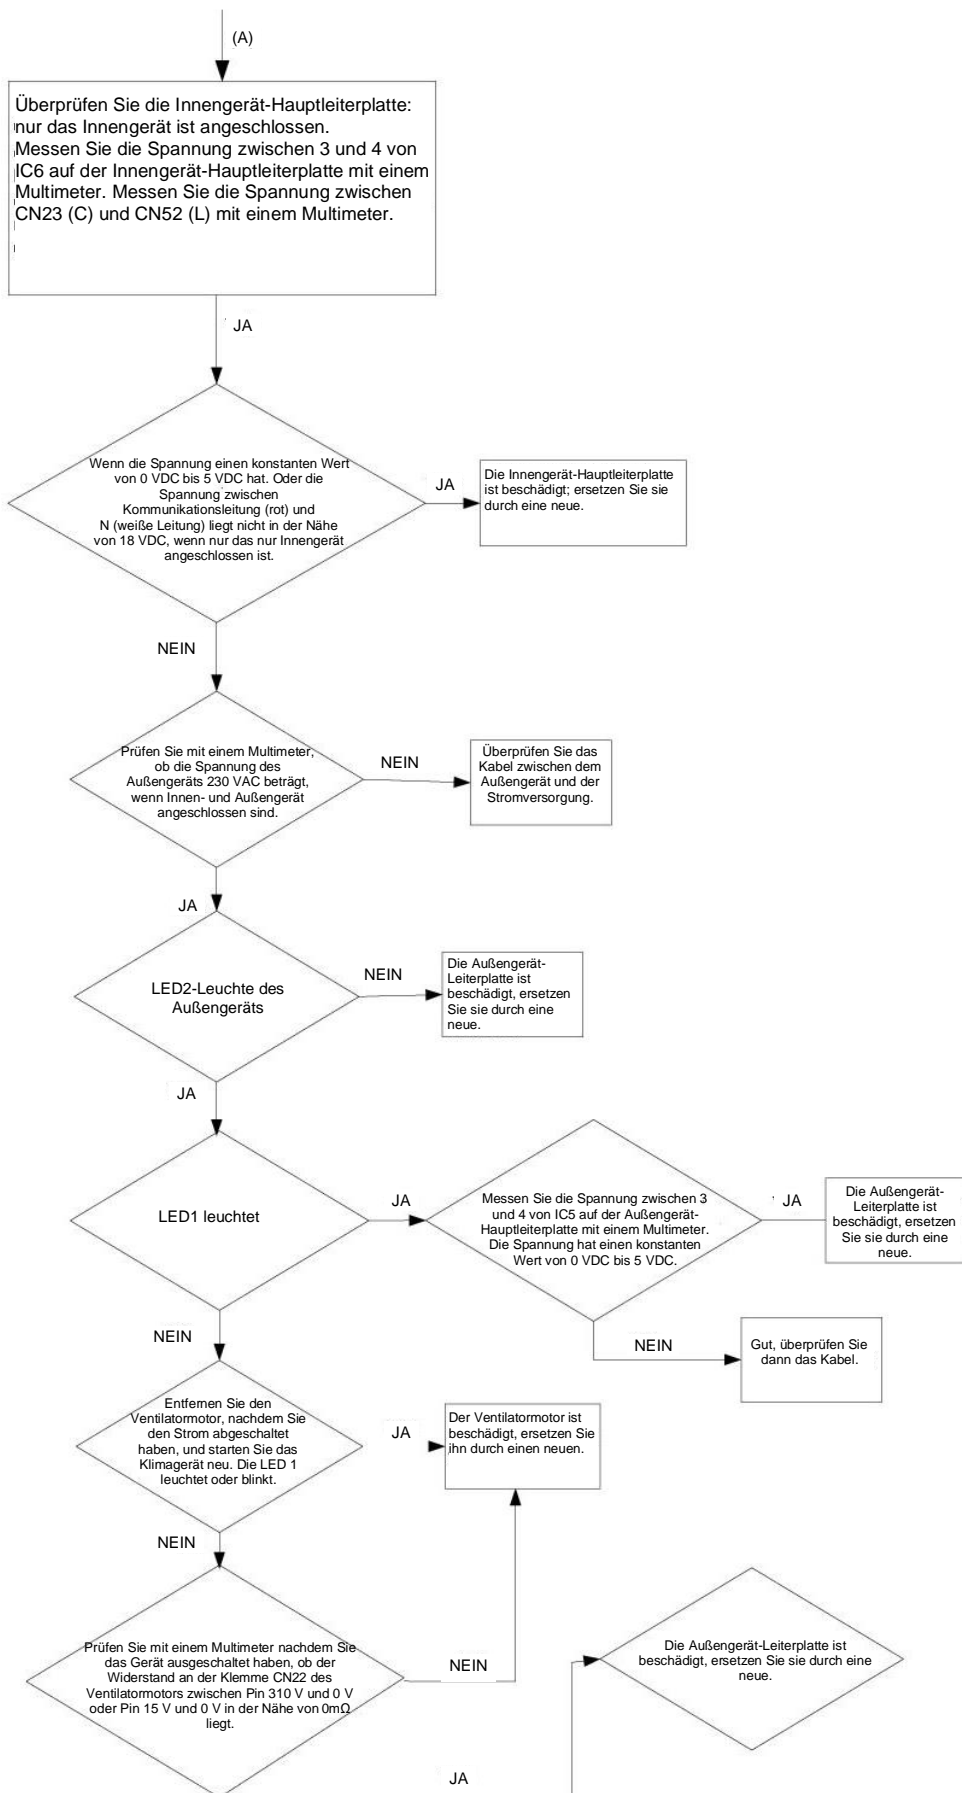 (A)
Überprüfen Sie die Innengerät-Hauptleiterplatte:
nur das Innengerät ist angeschlossen.
Messen Sie die Spannung zwischen 3 und 4 von
IC6 auf der Innengerät-Hauptleiterplatte mit einem
Multimeter. Messen Sie die Spannung zwischen
CN23 (C) und CN52 (L) mit einem Multimeter.
JA
Wenn die Spannung einen konstanten Wert
von 0 VDC bis 5 VDC hat. Oder die
Spannung zwischen
Kommunikationsleitung (rot) und
N (weiße Leitung) liegt nicht in der Nähe
von 18 VDC, wenn nur das nur Innengerät
angeschlossen ist.
JA
Die Innengerät-Hauptleiterplatte
ist beschädigt; ersetzen Sie sie
durch eine neue.
NEIN
Prüfen Sie mit einem Multimeter,
ob die Spannung des
Außengeräts 230 VAC beträgt,
wenn Innen- und Außengerät
angeschlossen sind.
NEIN
Überprüfen Sie das
Kabel zwischen dem
Außengerät und der
Stromversorgung.
JA
LED2-Leuchte des
Außengeräts
NEIN
Die Außengerät-
Leiterplatte ist
beschädigt, ersetzen
Sie sie durch eine
neue.
JA
LED1 leuchtet
JA
Messen Sie die Spannung zwischen 3
und 4 von IC5 auf der Außengerät-
Hauptleiterplatte mit einem Multimeter.
Die Spannung hat einen konstanten
Wert von 0 VDC bis 5 VDC.
JA
Die Außengerät-
Leiterplatte ist
beschädigt, ersetzen
Sie sie durch eine
neue.
NEIN
Gut, überprüfen Sie
dann das Kabel.
NEIN
Entfernen Sie den
Ventilatormotor, nachdem Sie
den Strom abgeschaltet
haben, und starten Sie das
Klimagerät neu. Die LED 1
leuchtet oder blinkt.
JA
Der Ventilatormotor ist
beschädigt, ersetzen Sie
ihn durch einen neuen.
NEIN
Prüfen Sie mit einem Multimeter nachdem Sie
das Gerät ausgeschaltet haben, ob der
Widerstand an der Klemme CN22 des
Ventilatormotors zwischen Pin 310 V und 0 V
oder Pin 15 V und 0 V in der Nähe von 0mΩ
liegt.
NEIN
Die Außengerät-Leiterplatte ist
beschädigt, ersetzen Sie sie durch eine
neue.
JA